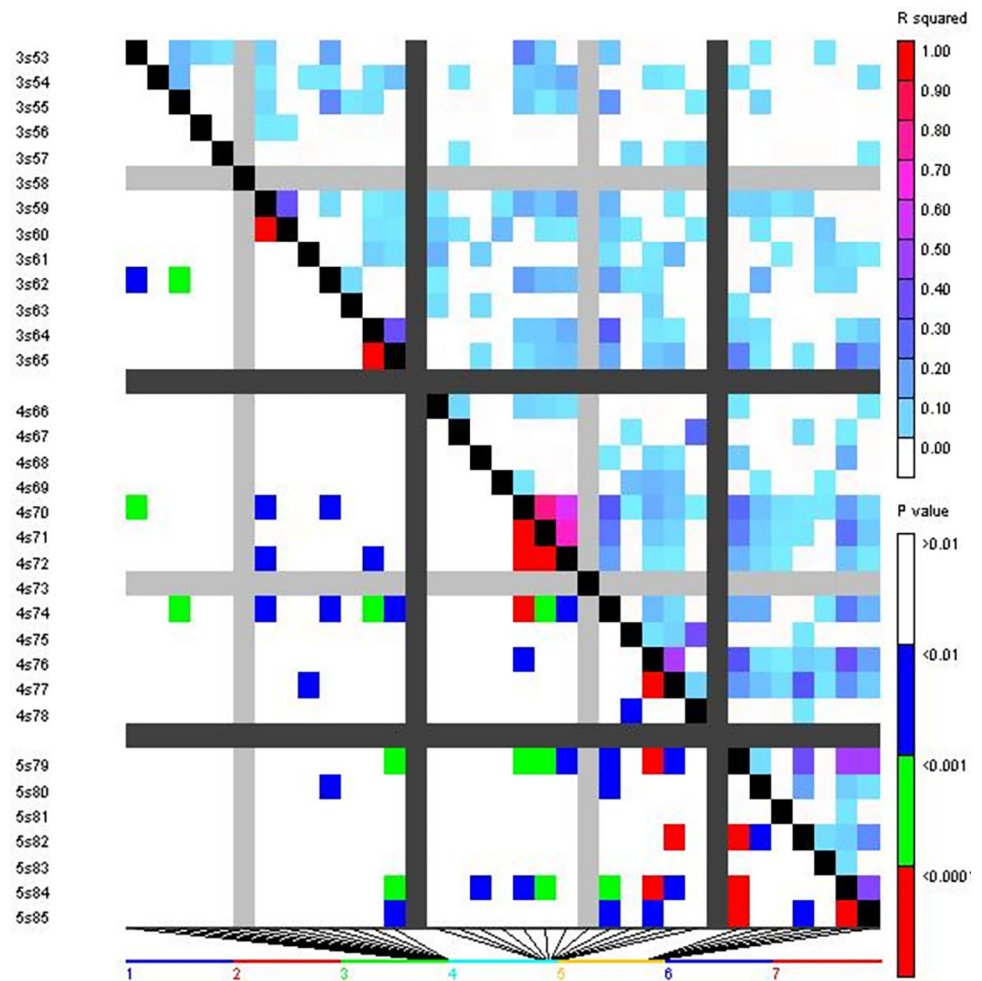 R squared
3s53
3s54
3s55
3s56
3s57
3s58
3s59
3s60
3s61
3s62
3s63
3s64
3s65
4s66
4s67
4s68
4s69
4s70
4s71
4s72
4s73
4s74
4s75
4s76
4s77
4s78
5s79
5s80
5s81
5s82
5s83
5s84
5s85
1.00
0.90
0.80
0.70
0.60
0.50
0.40
0.30
0.20
0.10
0.00
P value
>0.01
<0.01
<0.001
<0.0001
1 2 3 4 5 6 7